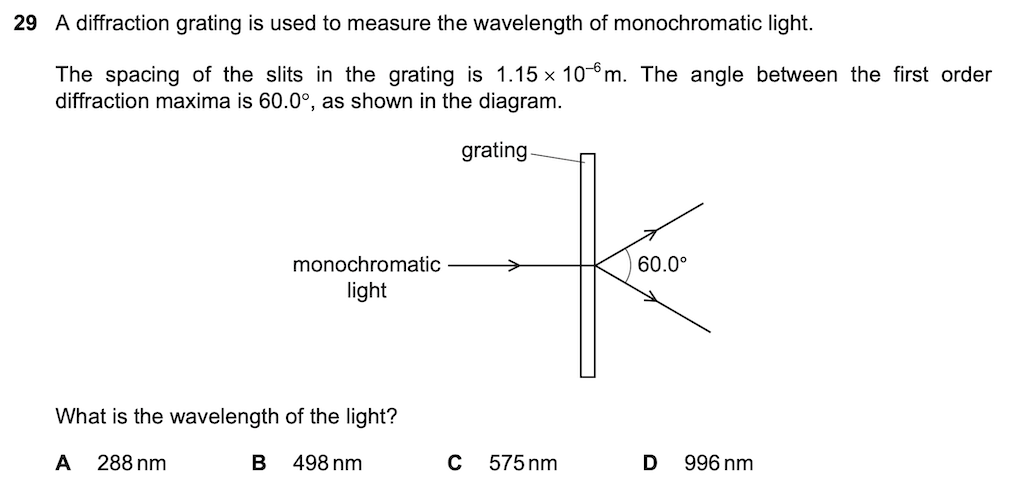 29 A diffraction grating is used to measure the wavelength of monochromatic light.
The spacing of the slits in the grating is 1.15 × 10⁻⁶ m. The angle between the first order
diffraction maxima is 60.0°, as shown in the diagram.
grating
monochromatic
light
60.0°
What is the wavelength of the light?
A 288 nm B 498 nm C 575 nm D 996 nm